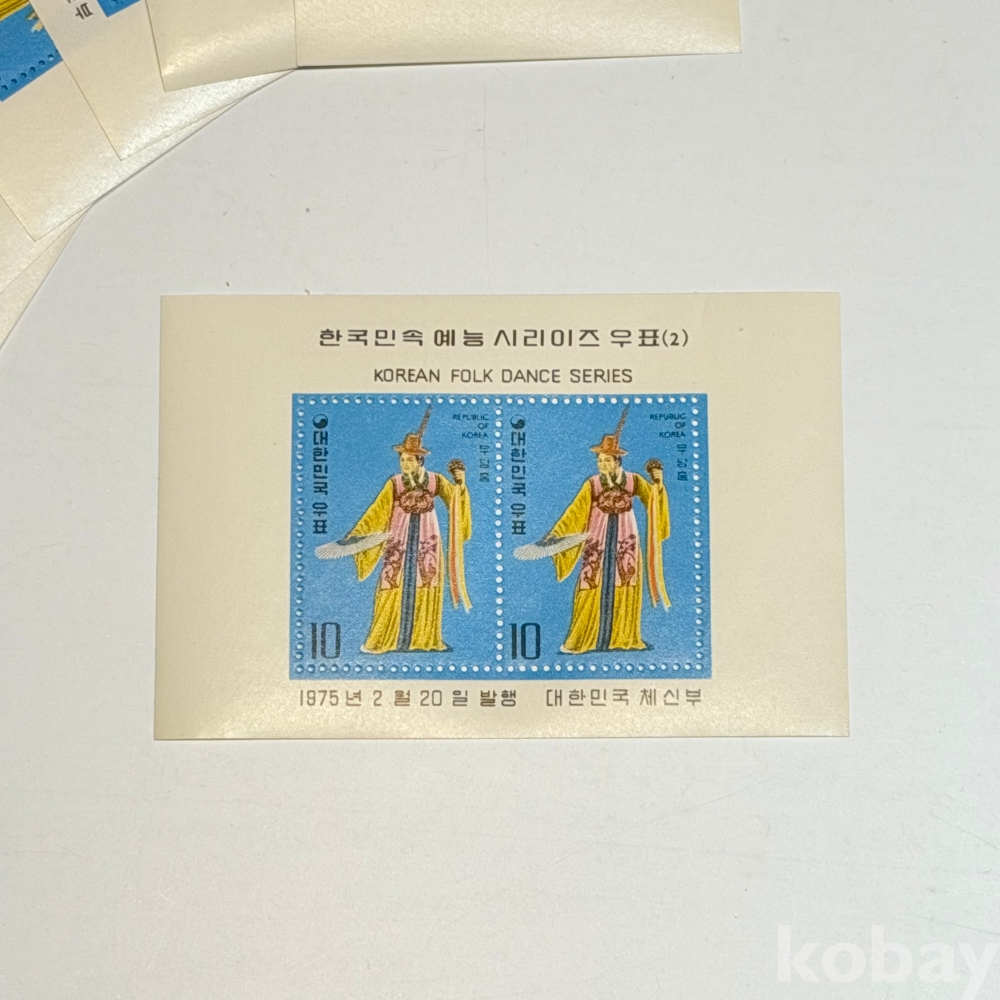 한국민속 예능 시리이즈 우표(2)
KOREAN FOLK DANCE SERIES
대한민국우표
REPUBLIC
OF
KOREA
무당춤
10
대한민국우표
REPUBLIC
OF
KOREA
무당춤
10
1975년 2월 20일 발행 대한민국 체신부
kobay